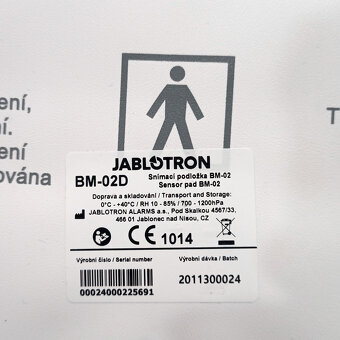 ení,
ní.
ení
ována
T
JABLOTRON
BM-02D
Snímací podložka BM-02
Sensor pad BM-02
Doprava a skladování / Transport and Storage:
0°C - +40°C / RH 10 - 85% / 700 - 1200hPa
JABLOTRON ALARMS a.s., Pod Skalkou 4567/33,
466 01 Jablonec nad Nisou, CZ
CE 1014
Výrobní číslo / Serial number
Výrobní dávka / Batch
00024000225691
2011300024